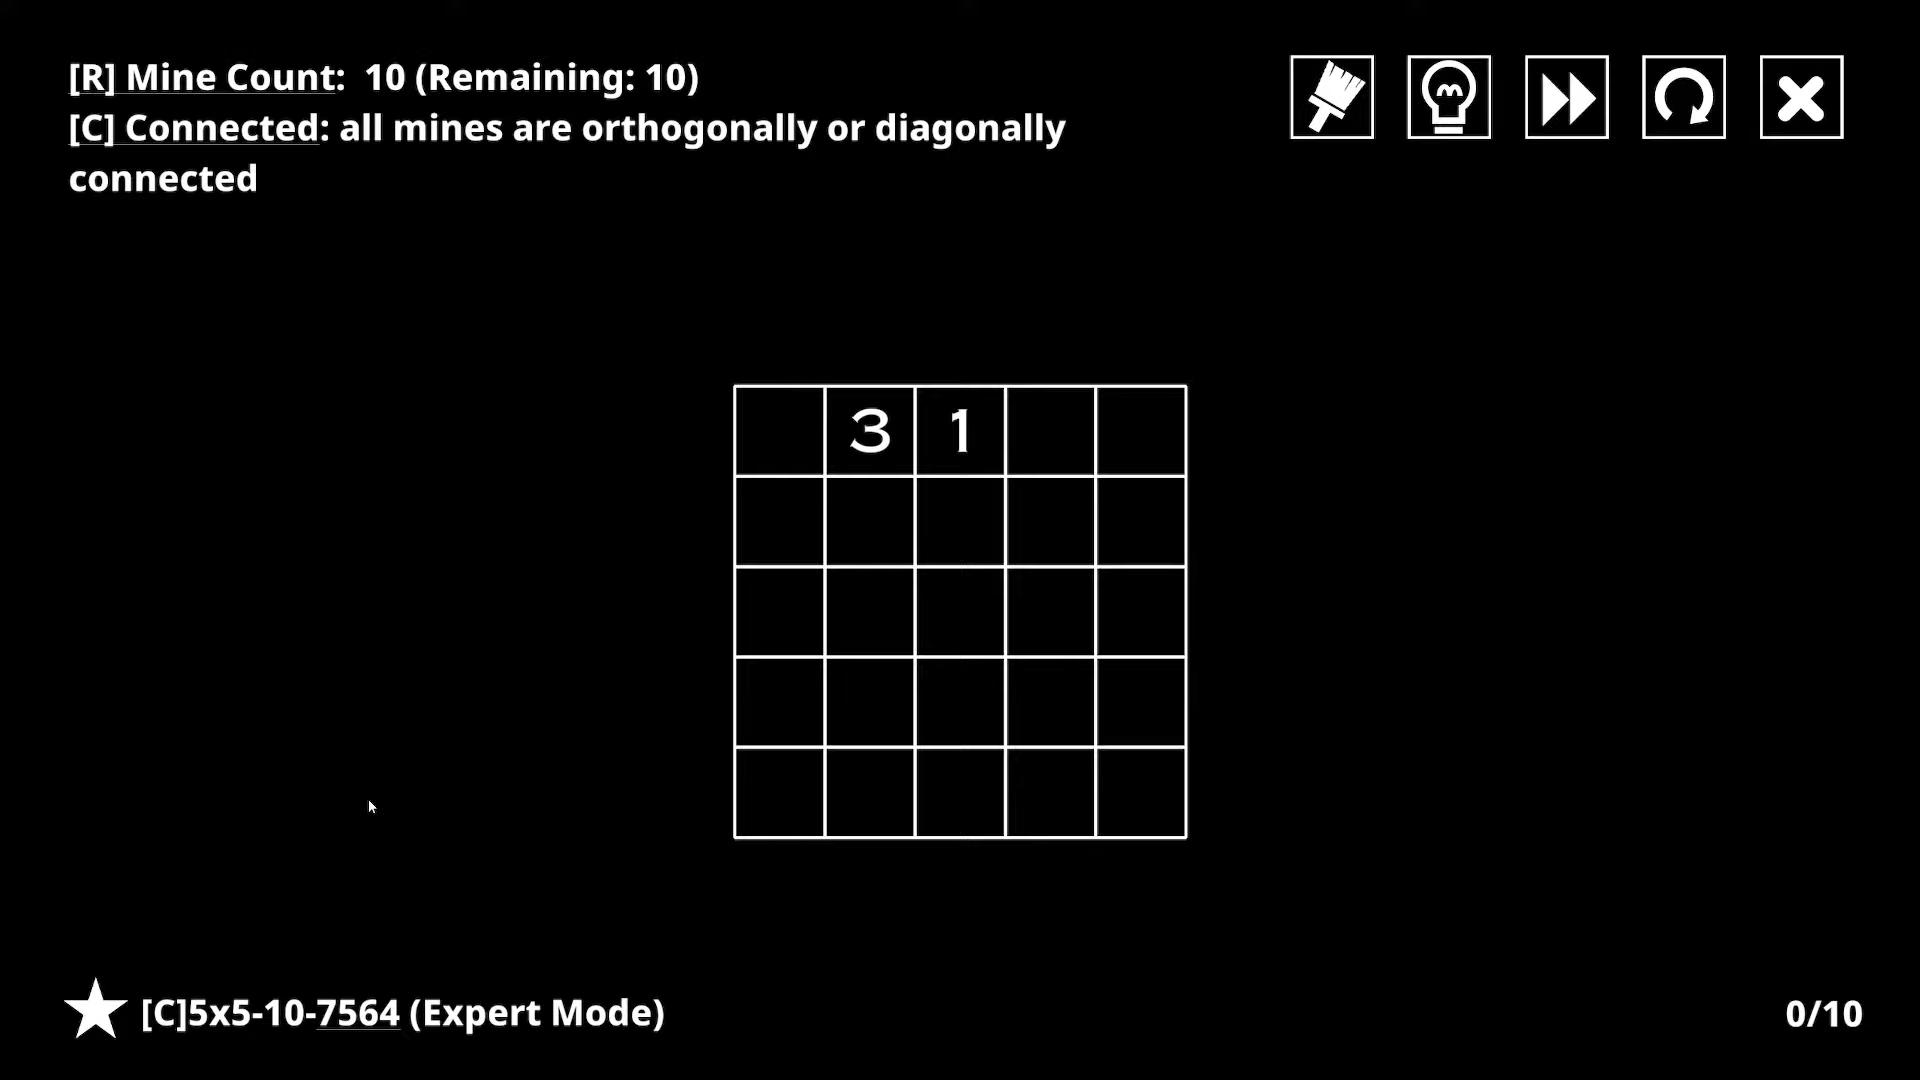 [R] Mine Count: 10 (Remaining: 10)
[C] Connected: all mines are orthogonally or diagonally
connected
3 1
[C]5x5-10-7564 (Expert Mode)
0/10